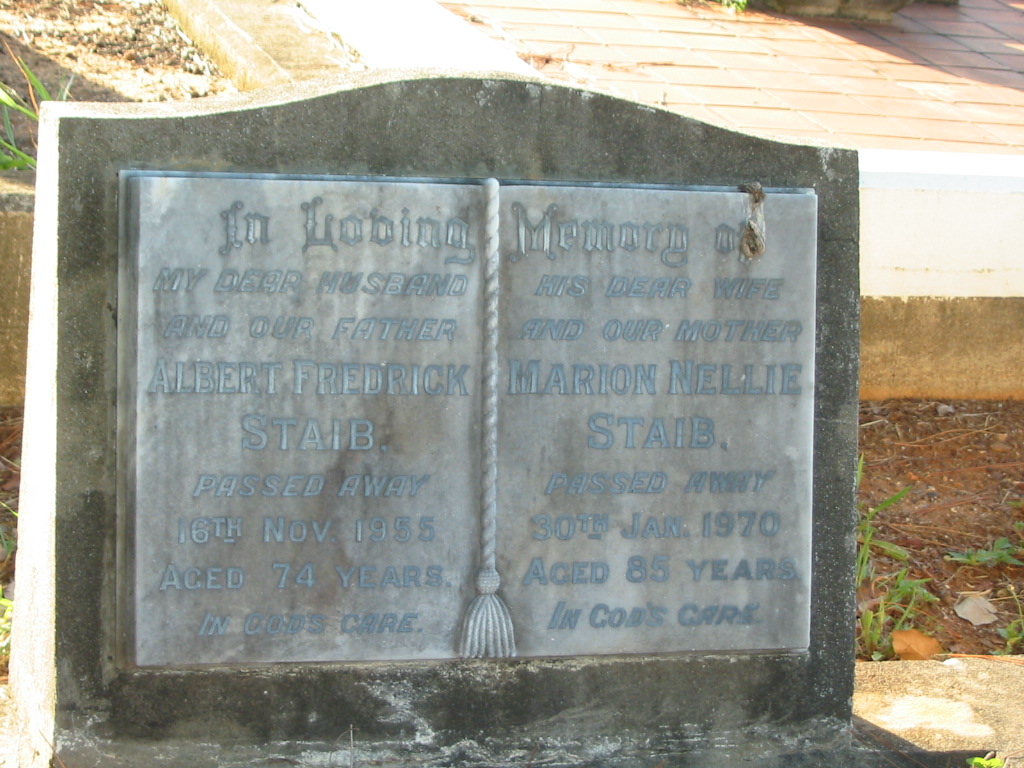 In Loving Memory of
MY DEAR HUSBAND
AND OUR FATHER
ALBERT FREDRICK
STAIB.
PASSED AWAY
16TH NOV. 1955
AGED 74 YEARS.
IN GOD'S CARE.
HIS DEAR WIFE
AND OUR MOTHER
MARION NELLIE
STAIB.
PASSED AWAY
30TH JAN. 1970
AGED 85 YEARS
IN GOD'S CARE.